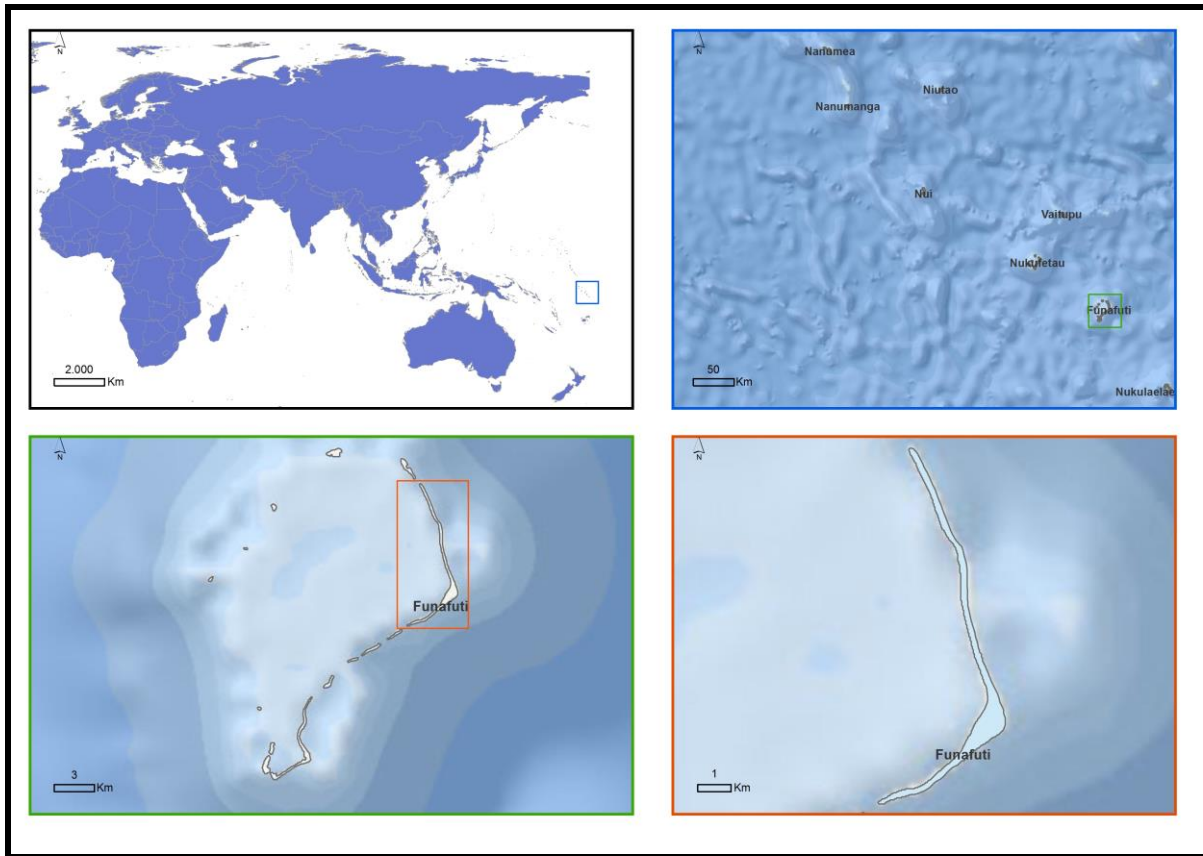 N
2.000
Km
N
Nanumea
Niutao
Nanumanga
Nui
Vaitupu
Nukufetau
Funafuti
Nukulaelae
50
Km
N
Funafuti
3
Km
N
Funafuti
1
Km